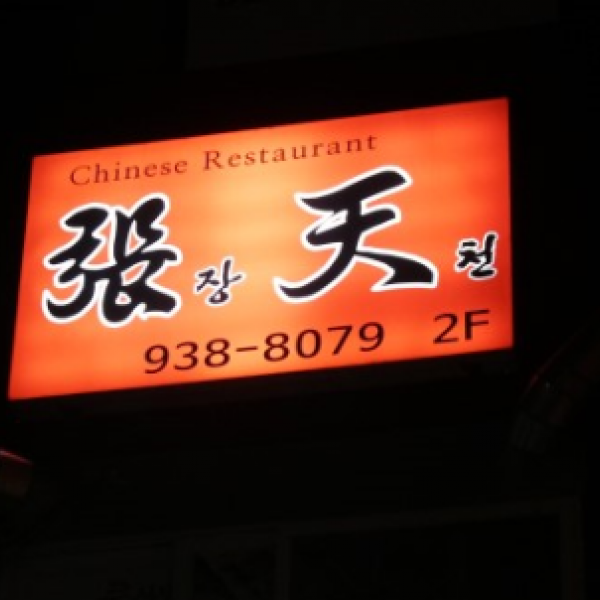 Chinese Restaurant
張장 天천
938-8079 2F